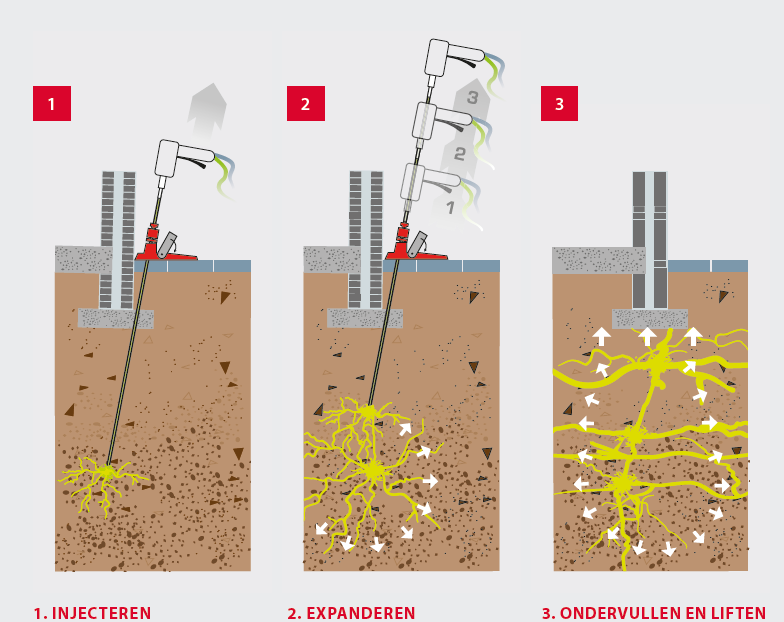 1
2
3
3
2
1
1. INJECTEREN
2. EXPANDEREN
3. ONDERVULLEN EN LIFTEN